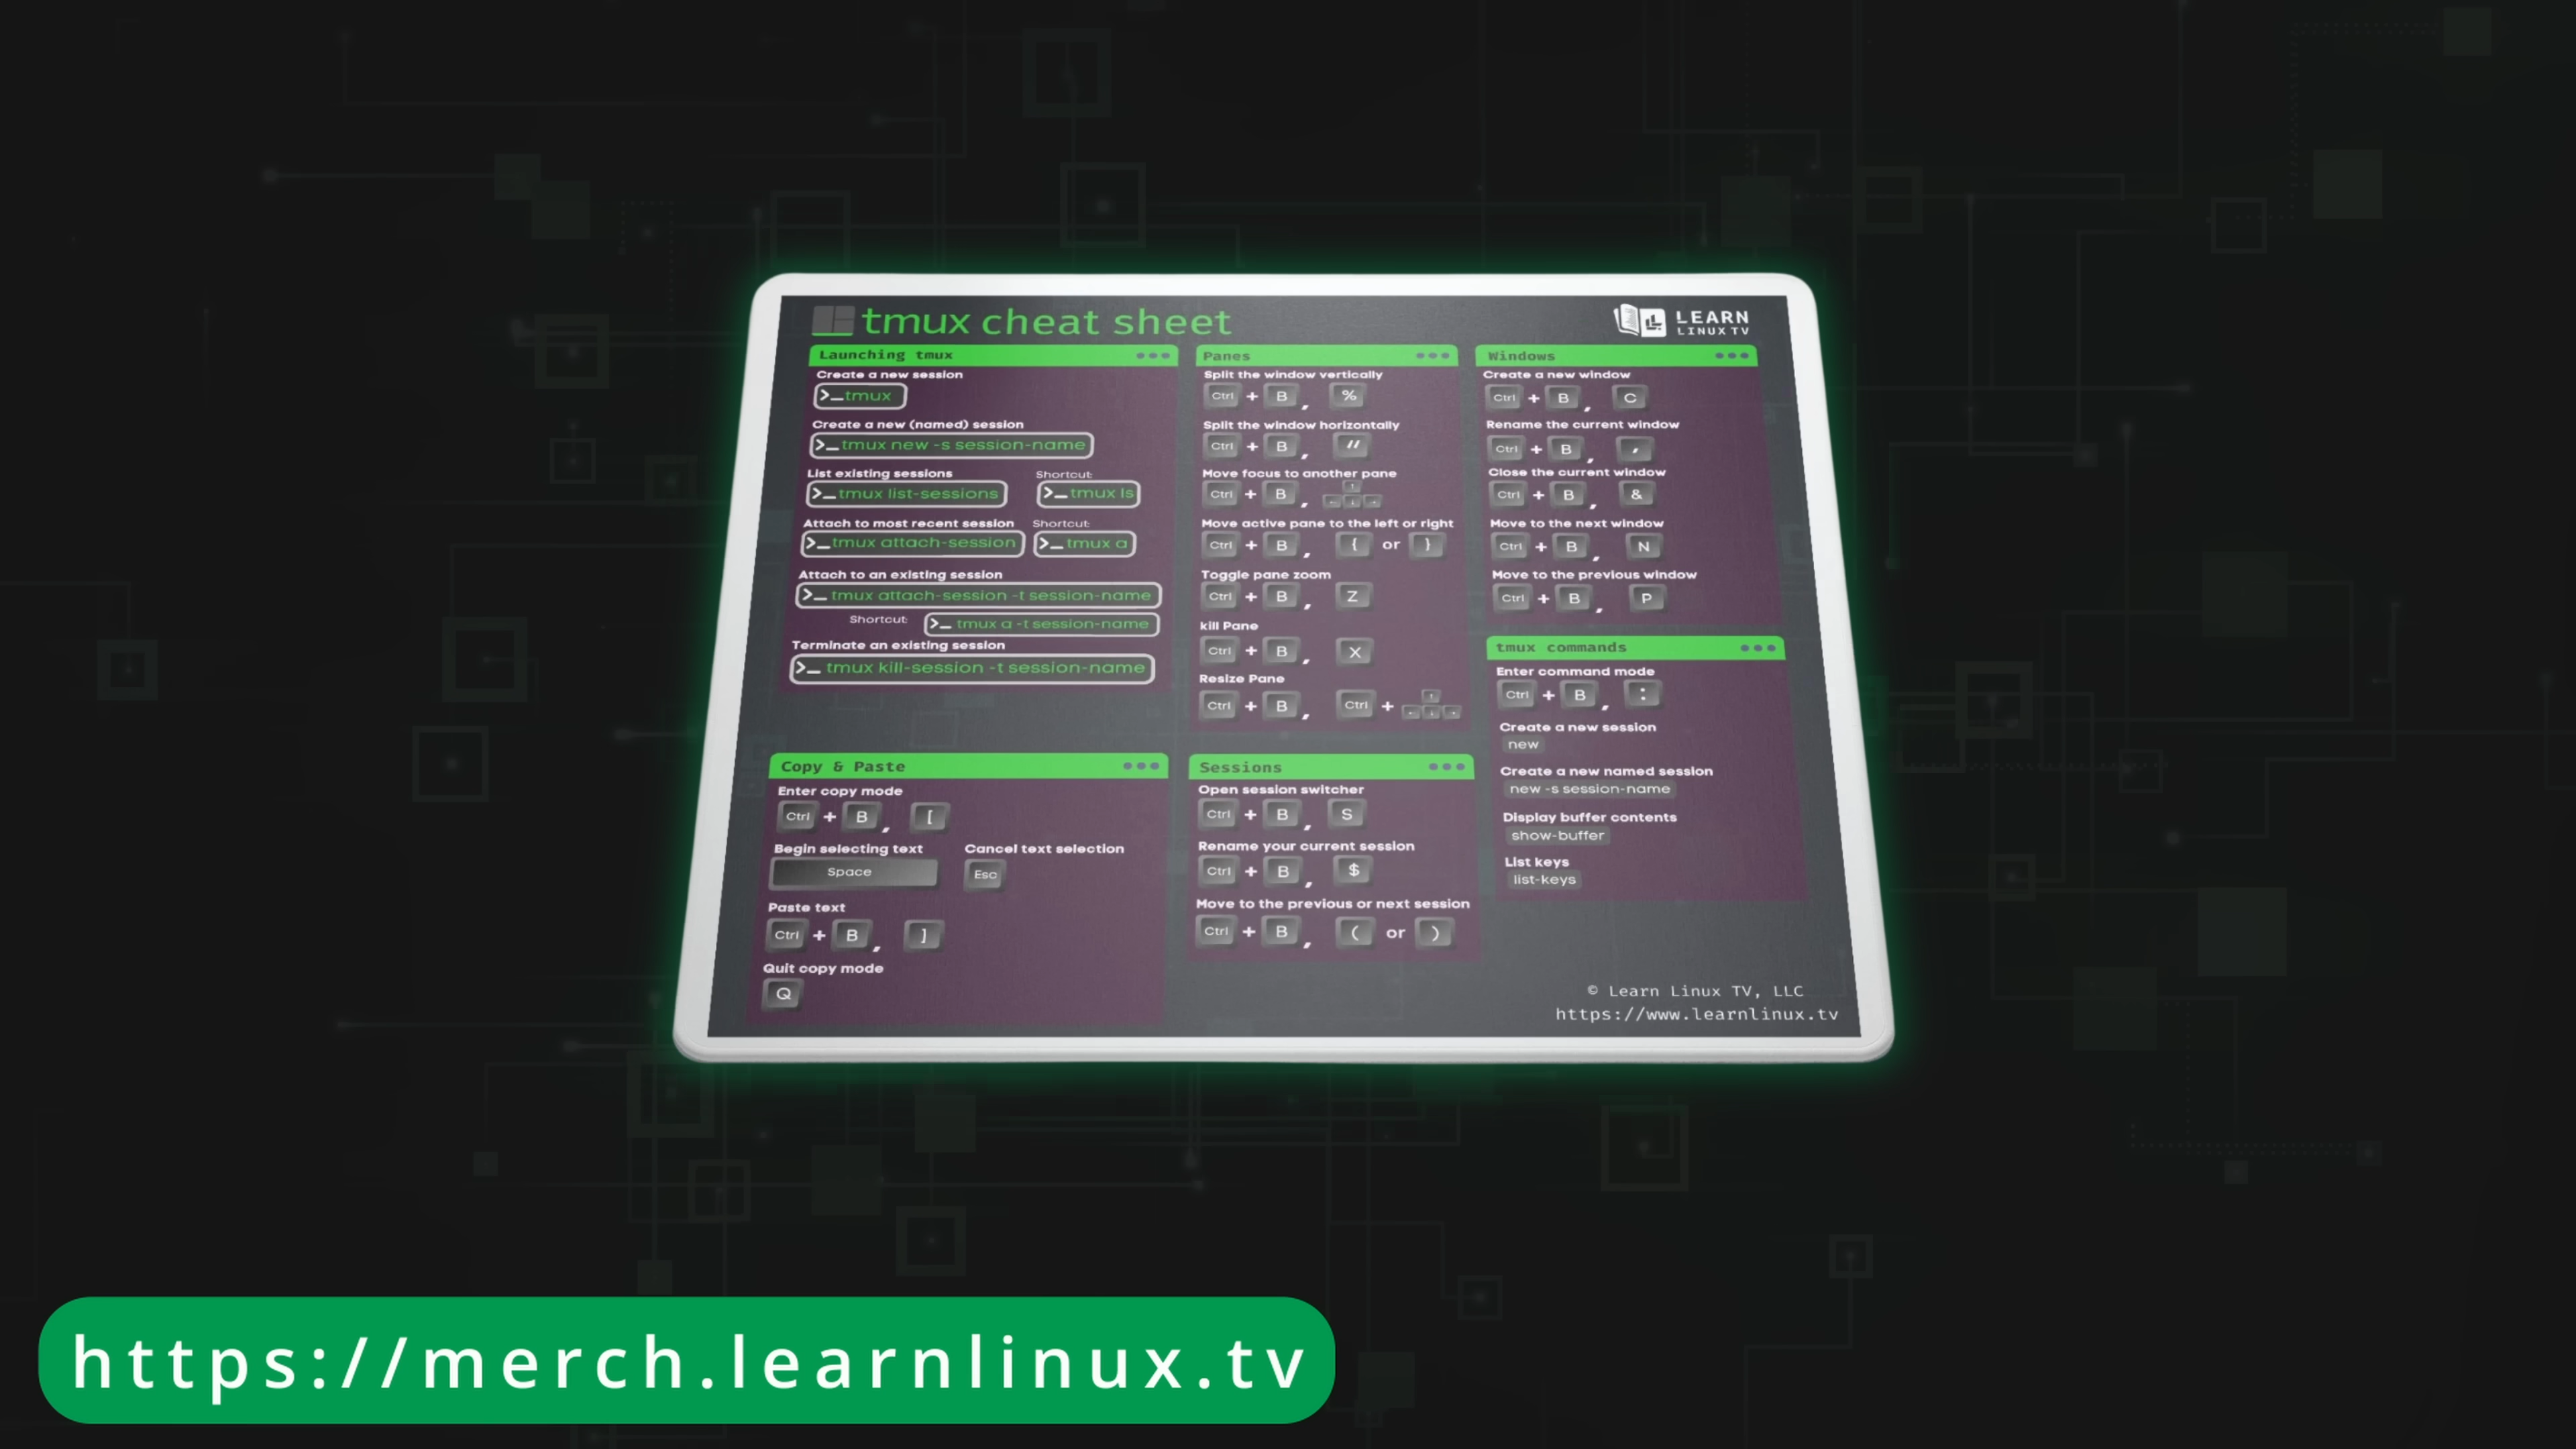 tmux cheat sheet
LEARN
LINUX TV
Launching tmux
Create a new session
>_tmux
Create a new (named) session
>_tmux new -s session-name
List existing sessions
Shortcut:
>_tmux list-sessions
>_tmux ls
Attach to most recent session
Shortcut:
>_tmux attach-session
>_tmux a
Attach to an existing session
>_ tmux attach-session -t session-name
Shortcut:
>_ tmux a -t session-name
Terminate an existing session
>_ tmux kill-session -t session-name
Panes
Split the window vertically
Ctrl + B , %
Split the window horizontally
Ctrl + B , "
Move focus to another pane
Ctrl + B , ↑ ← ↓ →
Move active pane to the left or right
Ctrl + B , { or }
Toggle pane zoom
Ctrl + B , Z
kill Pane
Ctrl + B , X
Resize Pane
Ctrl + B , Ctrl + ↑ ← ↓ →
Windows
Create a new window
Ctrl + B , C
Rename the current window
Ctrl + B , ,
Close the current window
Ctrl + B , &
Move to the next window
Ctrl + B , N
Move to the previous window
Ctrl + B , P
tmux commands
Enter command mode
Ctrl + B , :
Create a new session
new
Create a new named session
new -s session-name
Display buffer contents
show-buffer
List keys
list-keys
Copy & Paste
Enter copy mode
Ctrl + B , [
Begin selecting text
Cancel text selection
Space
Esc
Paste text
Ctrl + B , ]
Quit copy mode
Q
Sessions
Open session switcher
Ctrl + B , S
Rename your current session
Ctrl + B , $
Move to the previous or next session
Ctrl + B , ( or )
© Learn Linux TV, LLC
https://www.learnlinux.tv
https://merch.learnlinux.tv